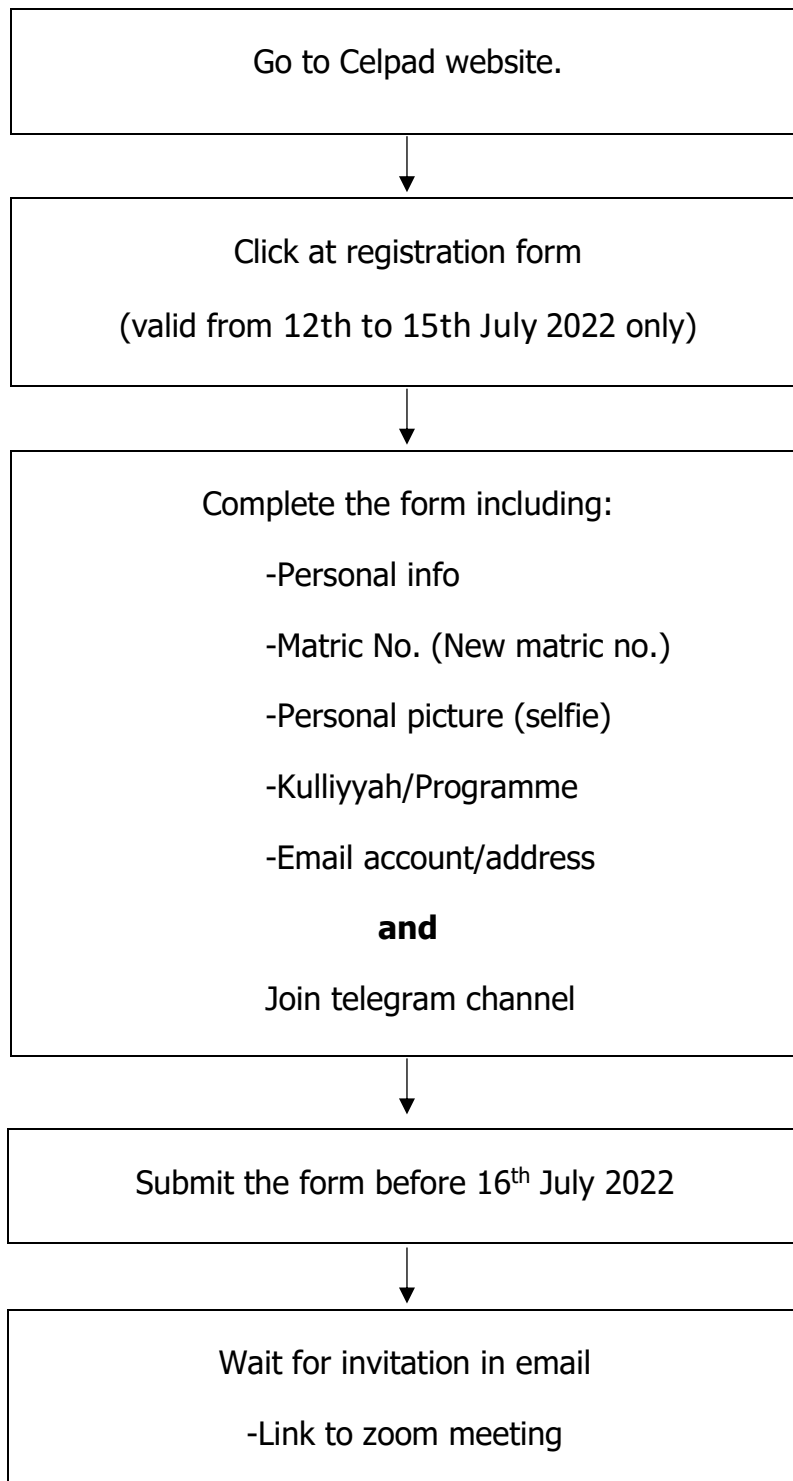 Go to Celpad website.
Click at registration form
(valid from 12th to 15th July 2022 only)
Complete the form including:
-Personal info
-Matric No. (New matric no.)
-Personal picture (selfie)
-Kulliyyah/Programme
-Email account/address
and
Join telegram channel
Submit the form before 16th July 2022
Wait for invitation in email
-Link to zoom meeting